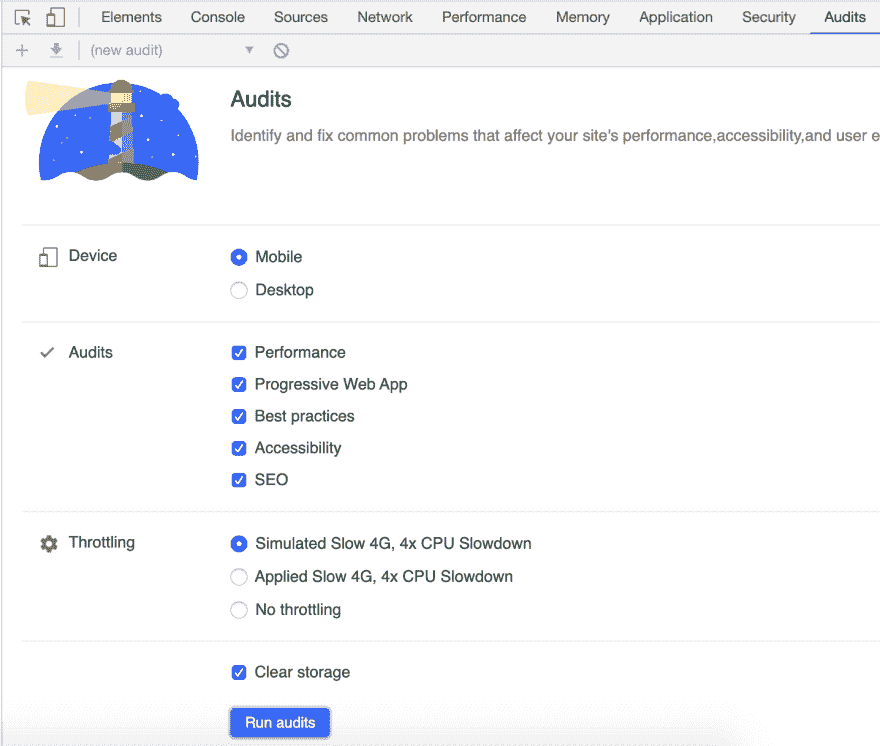 Elements Console Sources Network Performance Memory Application Security Audits
(new audit)
Audits
Identify and fix common problems that affect your site's performance,accessibility,and user e
Device
Mobile
Desktop
Audits
Performance
Progressive Web App
Best practices
Accessibility
SEO
Throttling
Simulated Slow 4G, 4x CPU Slowdown
Applied Slow 4G, 4x CPU Slowdown
No throttling
Clear storage
Run audits